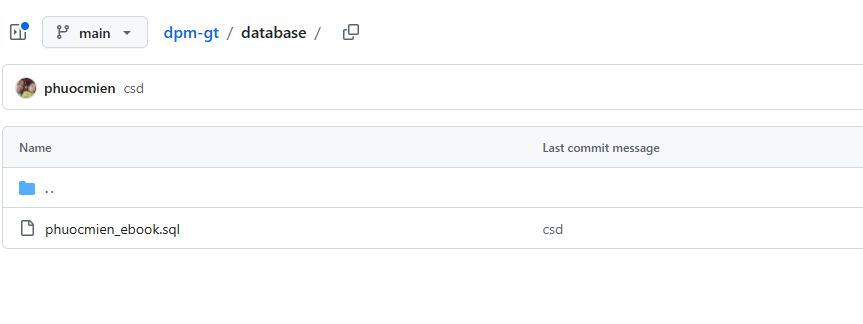 main dpm-gt / database /
phuocmien csd
Name Last commit message
..
phuocmien_ebook.sql csd